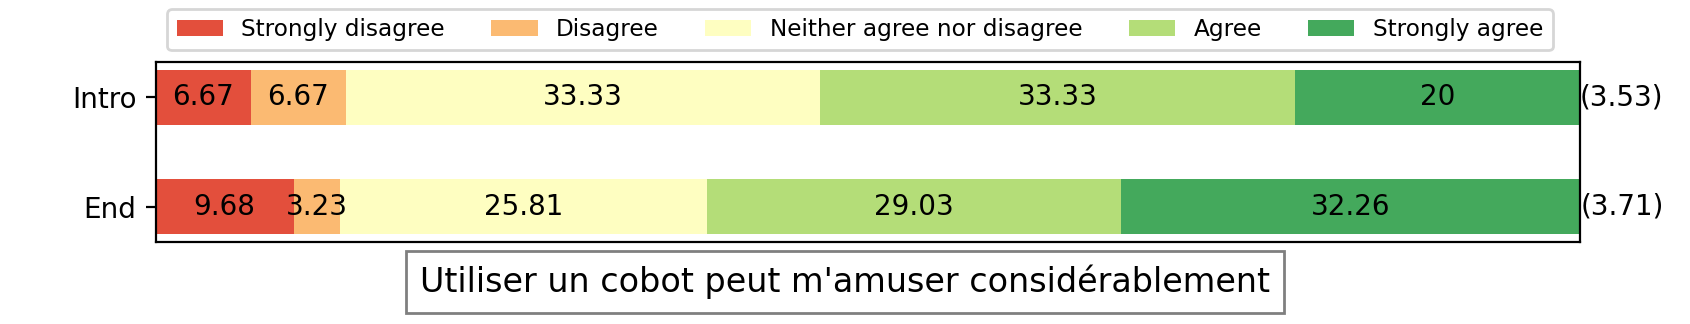 Strongly disagree Disagree Neither agree nor disagree Agree Strongly agree
Intro 6.67 6.67 33.33 33.33 20 (3.53)
End 9.68 3.23 25.81 29.03 32.26 (3.71)
Utiliser un cobot peut m'amuser considérablement